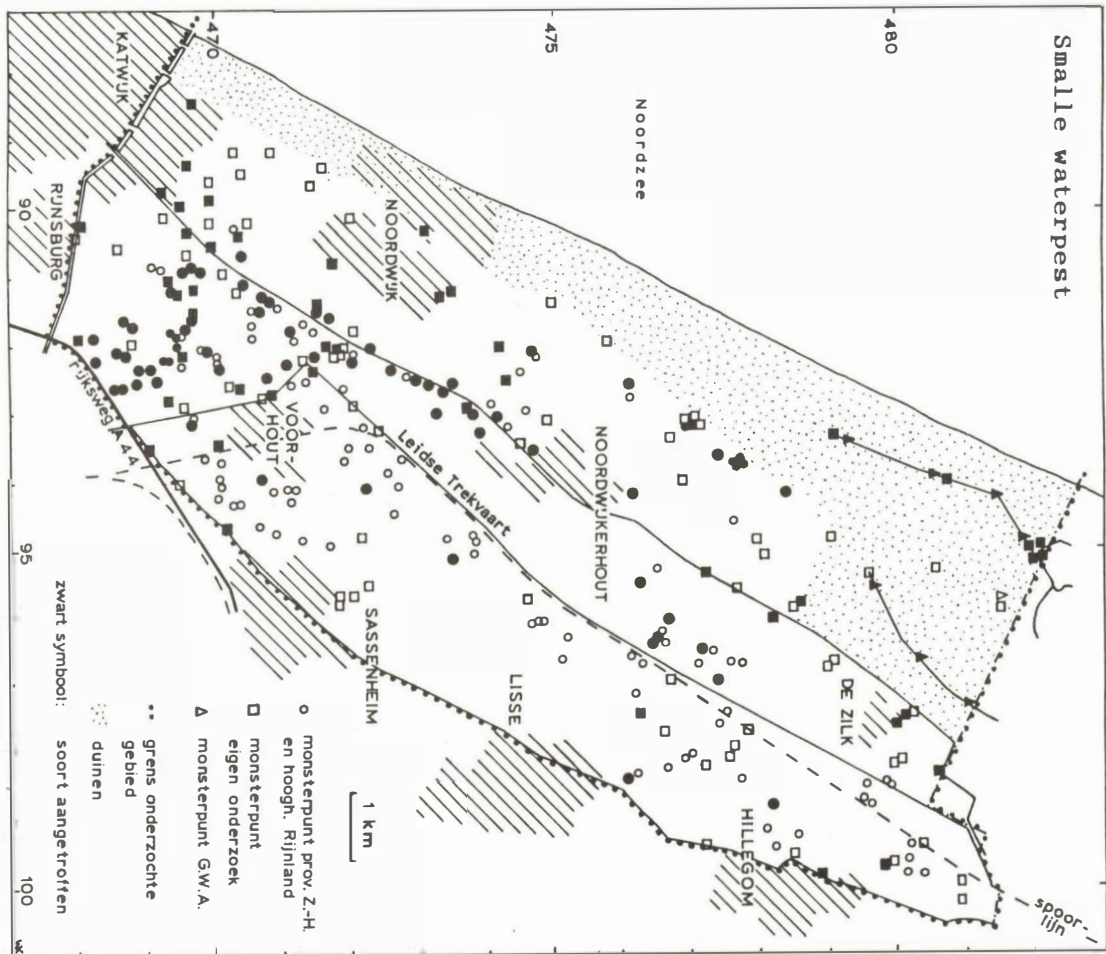 Smalle waterpest
480
475
470
Noordzee
KATWIJK
RIJNSBURG
90
NOORDWIJK
rijksweg A 44
VOOR-
HOUT
Leidse Trekvaart
NOORDWIJKERHOUT
95
SASSENHEIM
LISSE
DE ZILK
HILLEGOM
spoor-
lijn
100
1 km
○ monsterpunt prov. Z.-H.
en hoogh. Rijnland
□ monsterpunt
eigen onderzoek
△ monsterpunt G.W.A.
grens onderzochte
gebied
duinen
zwart symbool: soort aangetroffen